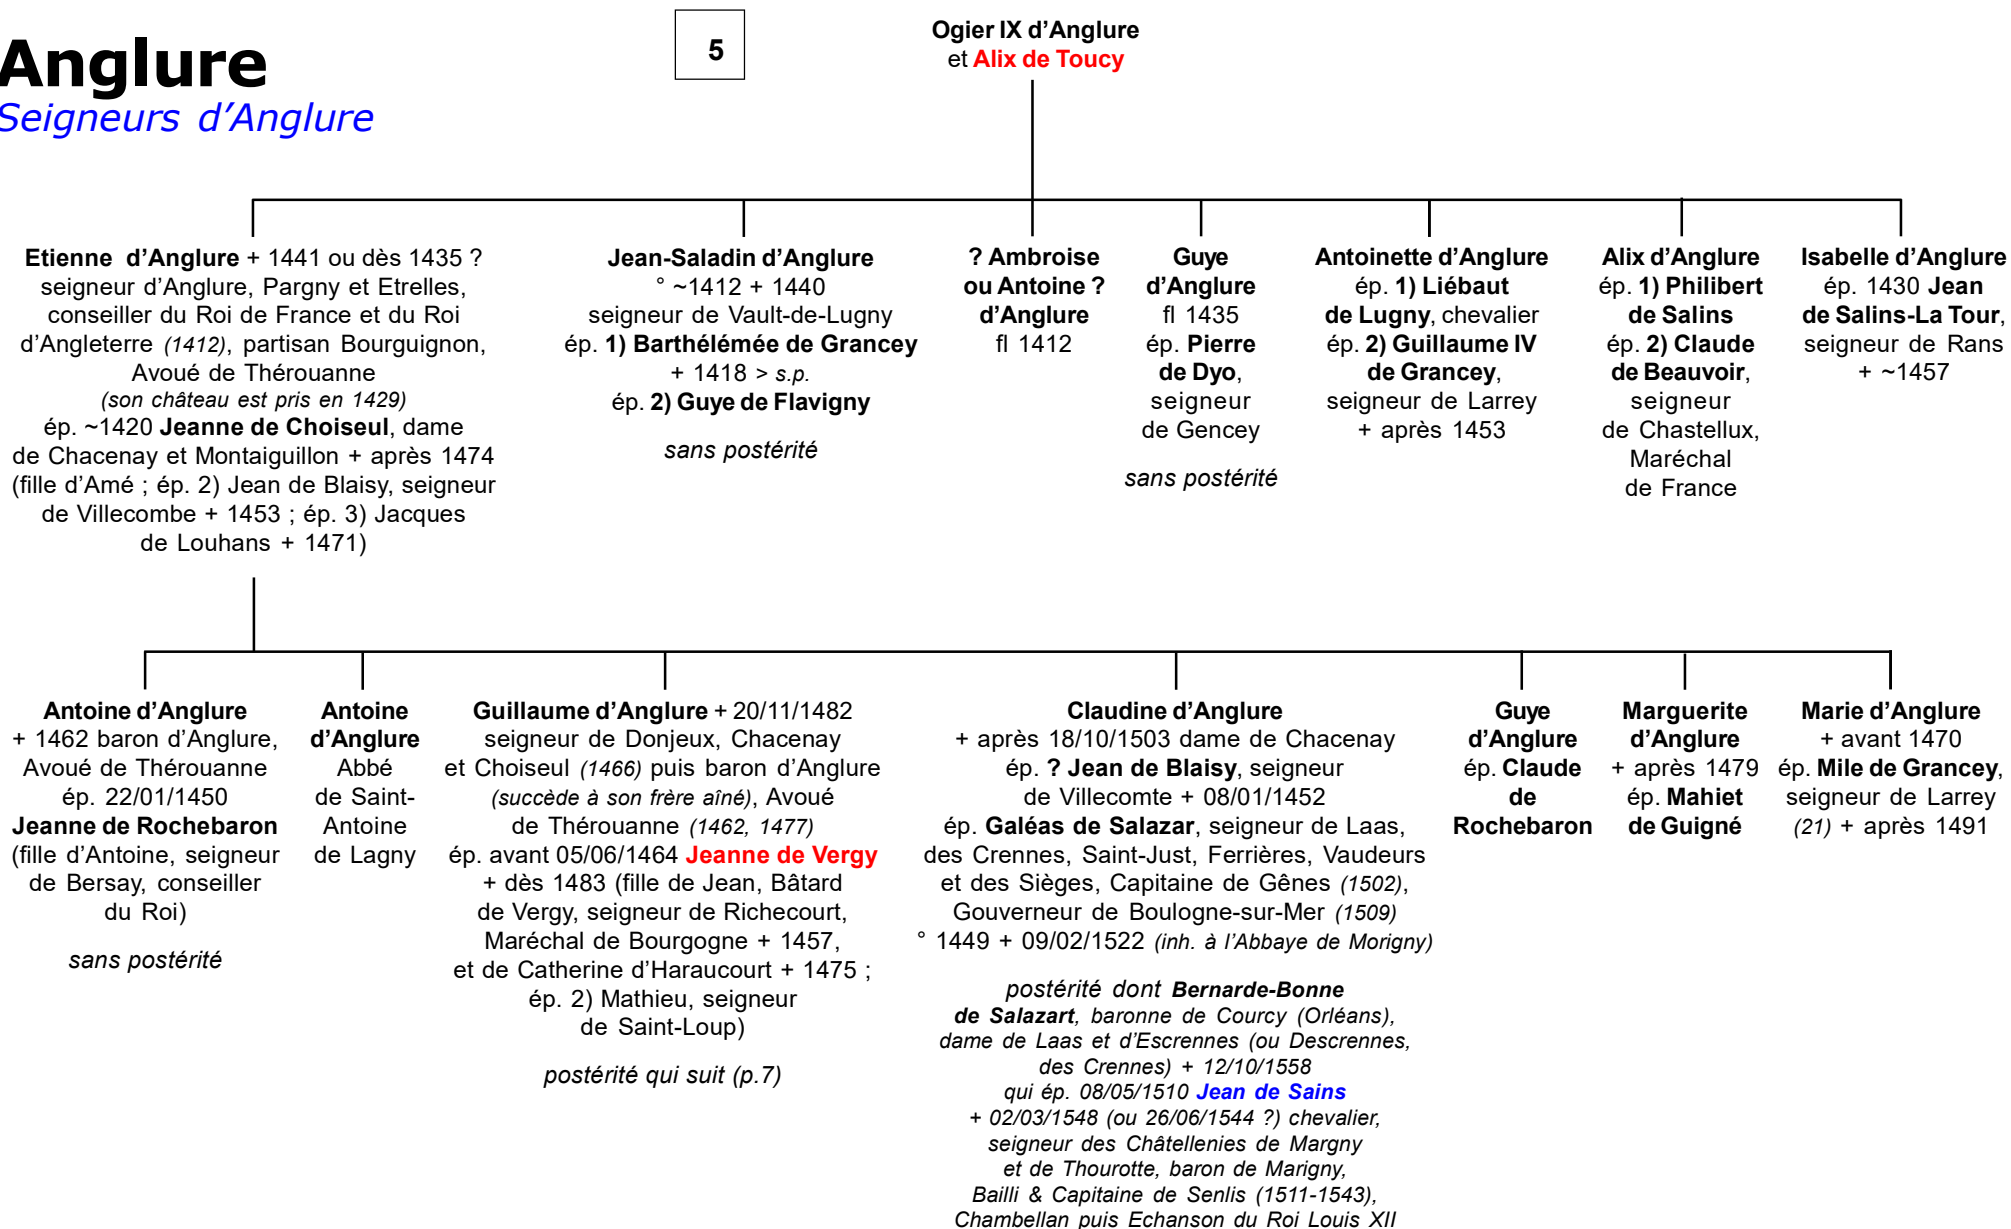 Anglure
Seigneurs d'Anglure
5
Ogier IX d'Anglure
et Alix de Toucy
Etienne d'Anglure + 1441 ou dès 1435 ?
seigneur d'Anglure, Pargny et Etrelles,
conseiller du Roi de France et du Roi
d'Angleterre (1412), partisan Bourguignon,
Avoué de Thérouanne
(son château est pris en 1429)
ép. ~1420 Jeanne de Choiseul, dame
de Chacenay et Montaiguillon + après 1474
(fille d'Amé ; ép. 2) Jean de Blaisy, seigneur
de Villecombe + 1453 ; ép. 3) Jacques
de Louhans + 1471)
Jean-Saladin d'Anglure
° ~1412 + 1440
seigneur de Vault-de-Lugny
ép. 1) Barthélémée de Grancey
+ 1418 > s.p.
ép. 2) Guye de Flavigny
sans postérité
? Ambroise
ou Antoine ?
d'Anglure
fl 1412
Guye
d'Anglure
fl 1435
ép. Pierre
de Dyo,
seigneur
de Gencey
sans postérité
Antoinette d'Anglure
ép. 1) Liébaut
de Lugny, chevalier
ép. 2) Guillaume IV
de Grancey,
seigneur de Larrey
+ après 1453
Alix d'Anglure
ép. 1) Philibert
de Salins
ép. 2) Claude
de Beauvoir,
seigneur
de Chastellux,
Maréchal
de France
Isabelle d'Anglure
ép. 1430 Jean
de Salins-La Tour,
seigneur de Rans
+ ~1457
Antoine d'Anglure
+ 1462 baron d'Anglure,
Avoué de Thérouanne
ép. 22/01/1450
Jeanne de Rochebaron
(fille d'Antoine, seigneur
de Bersay, conseiller
du Roi)
sans postérité
Antoine
d'Anglure
Abbé
de Saint-
Antoine
de Lagny
Guillaume d'Anglure + 20/11/1482
seigneur de Donjeux, Chacenay
et Choiseul (1466) puis baron d'Anglure
(succède à son frère aîné), Avoué
de Thérouanne (1462, 1477)
ép. avant 05/06/1464 Jeanne de Vergy
+ dès 1483 (fille de Jean, Bâtard
de Vergy, seigneur de Richecourt,
Maréchal de Bourgogne + 1457,
et de Catherine d'Haraucourt + 1475 ;
ép. 2) Mathieu, seigneur
de Saint-Loup)
postérité qui suit (p.7)
Claudine d'Anglure
+ après 18/10/1503 dame de Chacenay
ép. ? Jean de Blaisy, seigneur
de Villecomte + 08/01/1452
ép. Galéas de Salazar, seigneur de Laas,
des Crennes, Saint-Just, Ferrières, Vaudeurs
et des Sièges, Capitaine de Gênes (1502),
Gouverneur de Boulogne-sur-Mer (1509)
° 1449 + 09/02/1522 (inh. à l'Abbaye de Morigny)
postérité dont Bernarde-Bonne
de Salazart, baronne de Courcy (Orléans),
dame de Laas et d'Escrennes (ou Descrennes,
des Crennes) + 12/10/1558
qui ép. 08/05/1510 Jean de Sains
+ 02/03/1548 (ou 26/06/1544 ?) chevalier,
seigneur des Châtellenies de Margny
et de Thourotte, baron de Marigny,
Bailli & Capitaine de Senlis (1511-1543),
Chambellan puis Echanson du Roi Louis XII
Guye
d'Anglure
ép. Claude
de
Rochebaron
Marguerite
d'Anglure
+ après 1479
ép. Mahiet
de Guigné
Marie d'Anglure
+ avant 1470
ép. Mile de Grancey,
seigneur de Larrey
(21) + après 1491